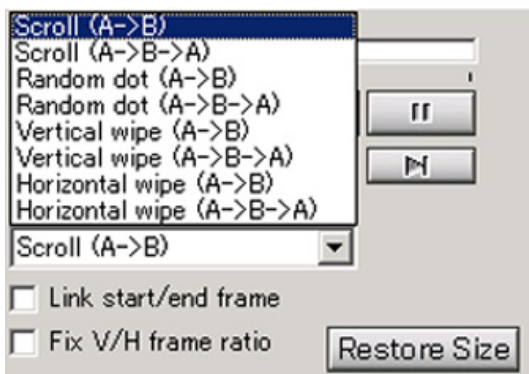 Scroll (A->B)
Scroll (A->B->A)
Random dot (A->B)
Random dot (A->B->A)
Vertical wipe (A->B)
Vertical wipe (A->B->A)
Horizontal wipe (A->B)
Horizontal wipe (A->B->A)
Scroll (A->B)
Link start/end frame
Fix V/H frame ratio
Restore Size